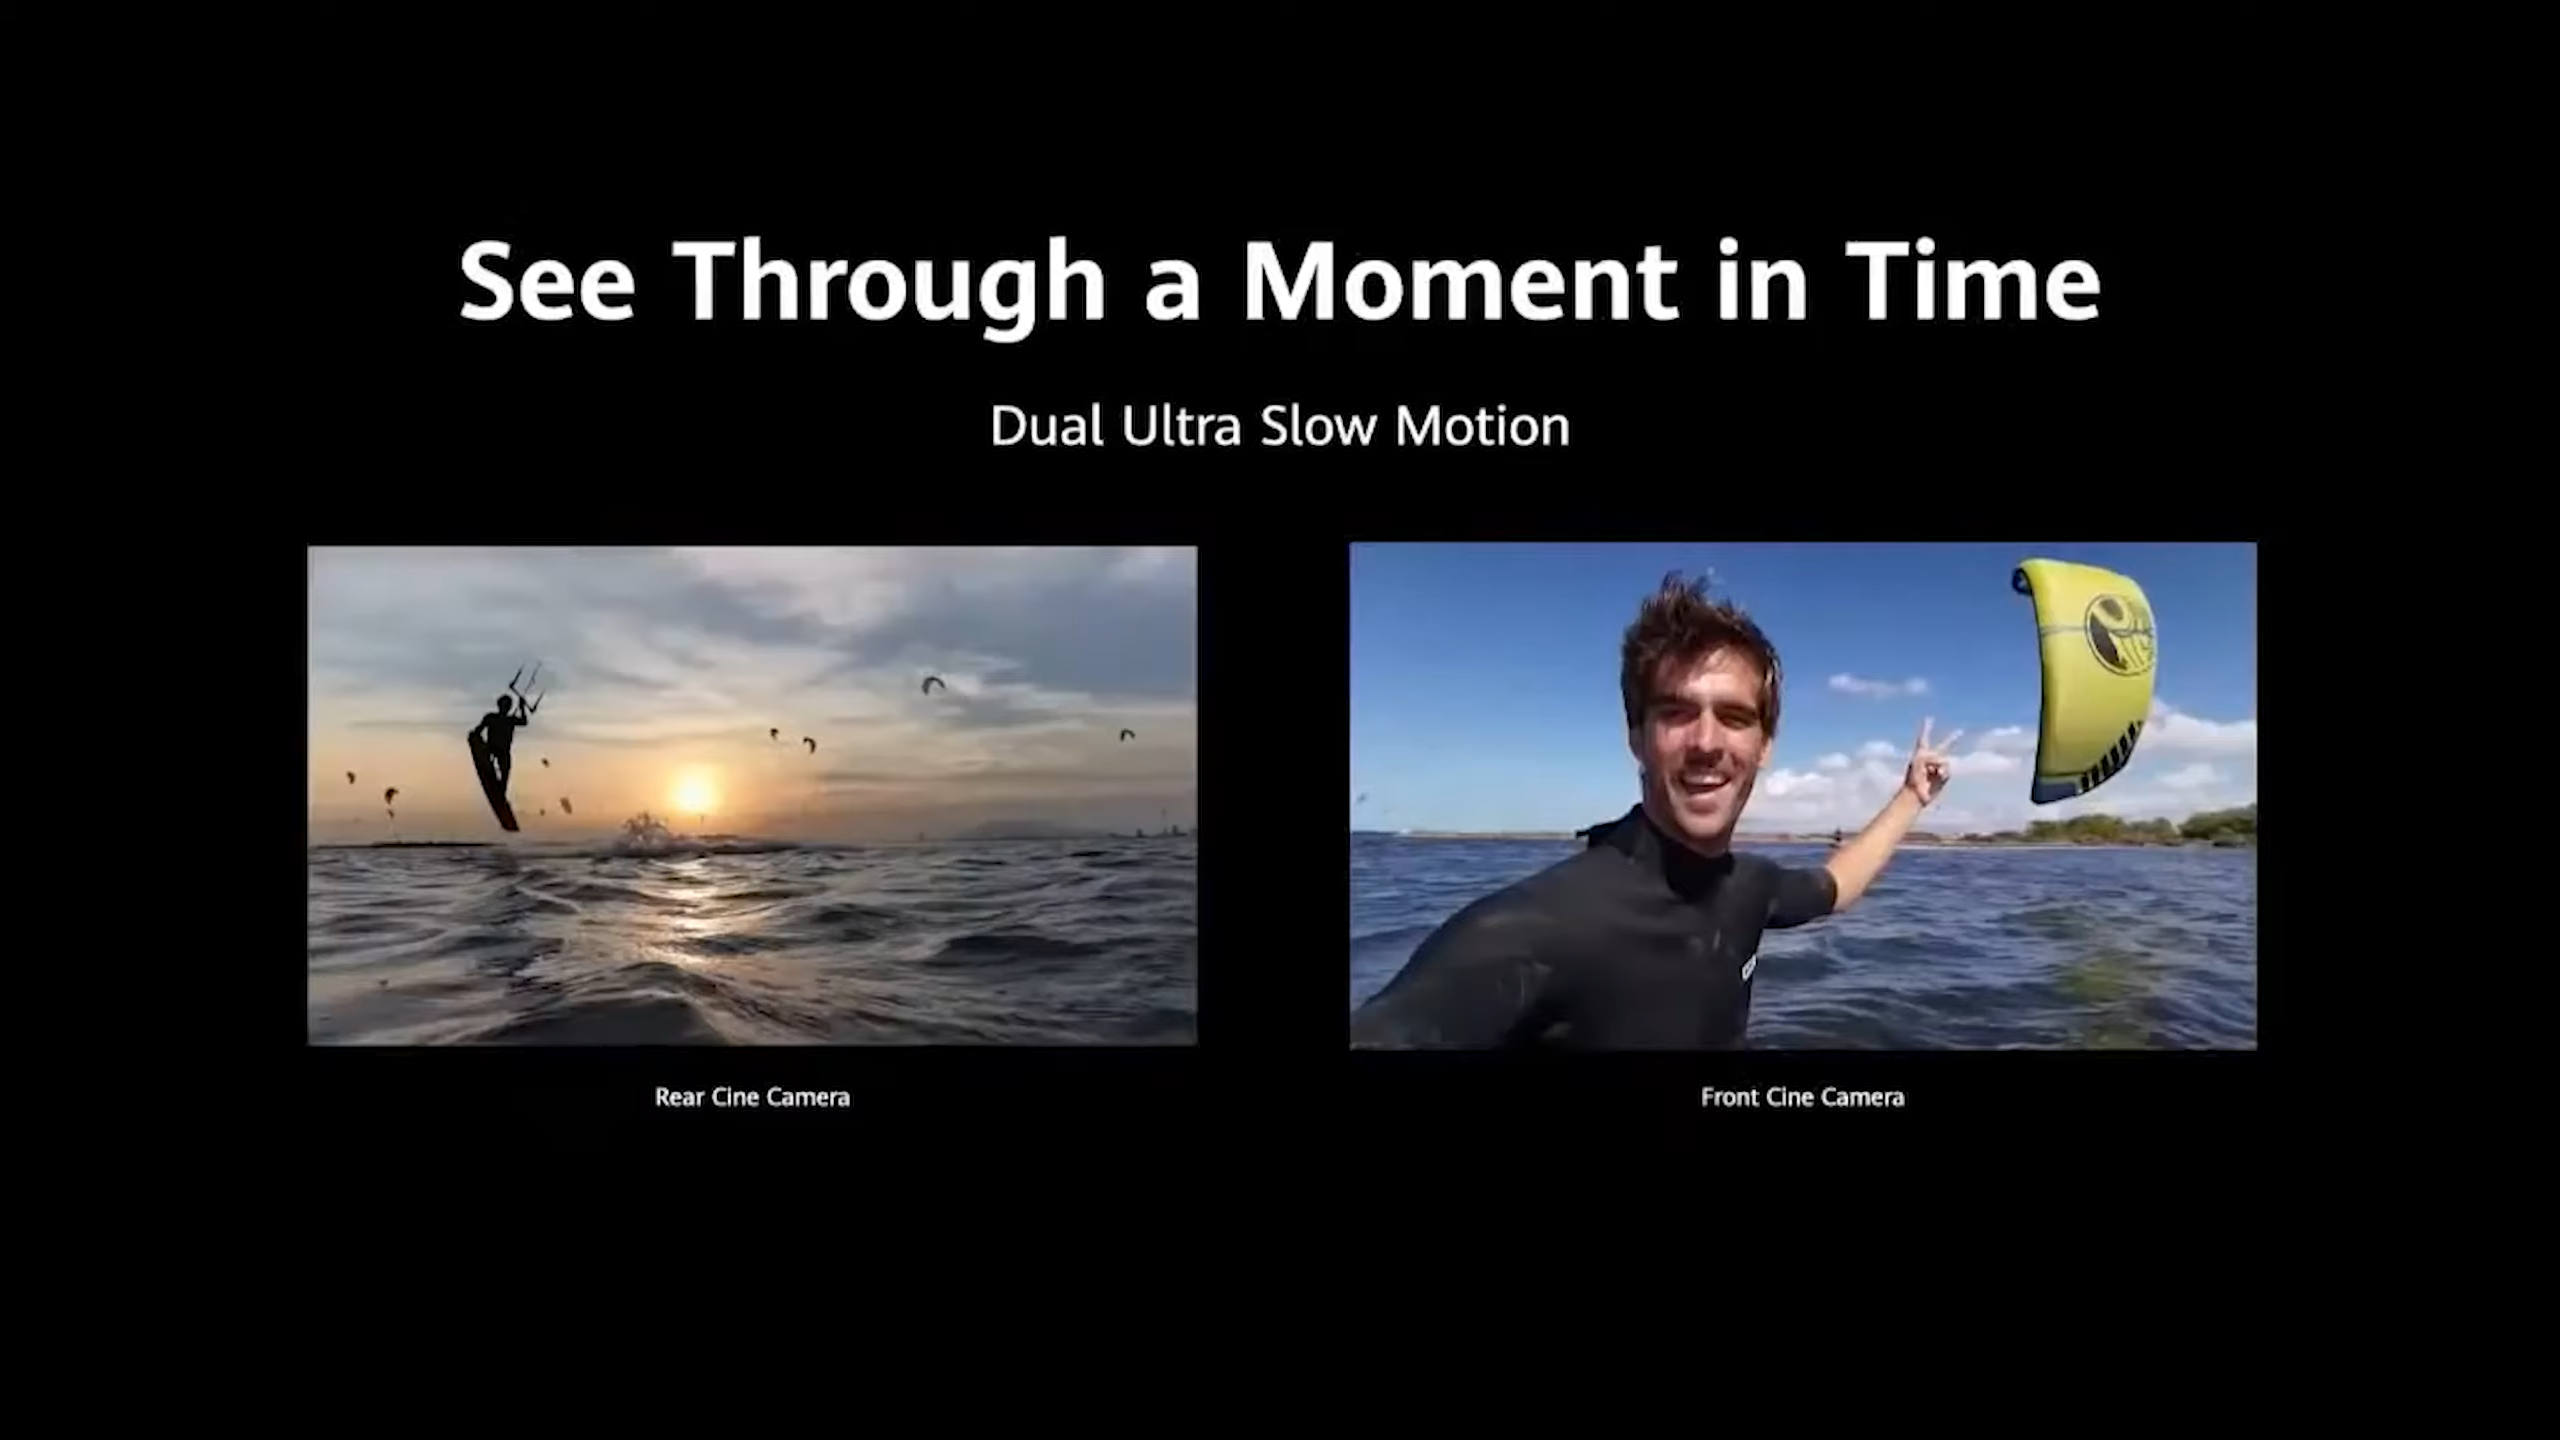 See Through a Moment in Time
Dual Ultra Slow Motion
Rear Cine Camera
Front Cine Camera